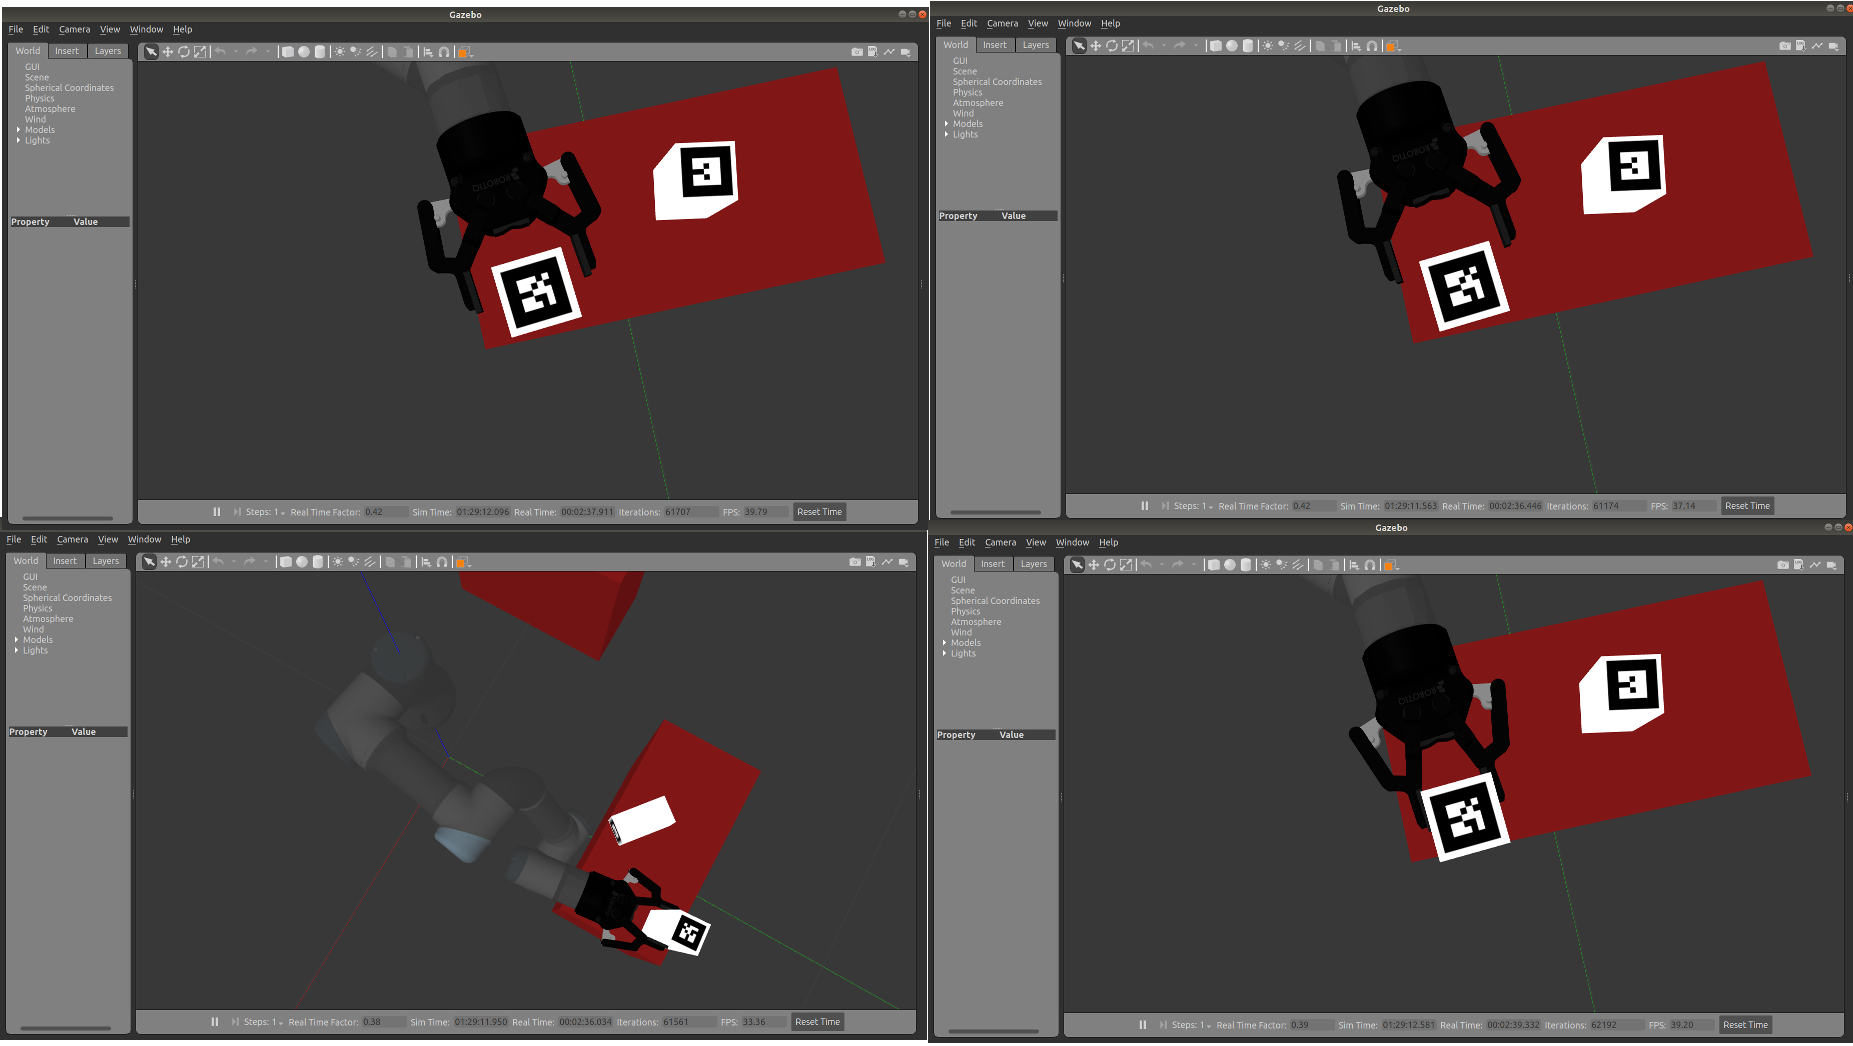 Gazebo
File Edit Camera View Window Help
World Insert Layers
GUI
Scene
Spherical Coordinates
Physics
Atmosphere
Wind
Models
Lights
Property Value
ROBOTIQ
Steps: 1 Real Time Factor: 0.42 Sim Time: 01:29:12.096 Real Time: 00:02:37.911 Iterations: 61707 FPS: 39.79 Reset Time
Gazebo
File Edit Camera View Window Help
World Insert Layers
GUI
Scene
Spherical Coordinates
Physics
Atmosphere
Wind
Models
Lights
Property Value
ROBOTIQ
Steps: 1 Real Time Factor: 0.42 Sim Time: 01:29:11.563 Real Time: 00:02:36.446 Iterations: 61174 FPS: 37.14 Reset Time
File Edit Camera View Window Help
World Insert Layers
GUI
Scene
Spherical Coordinates
Physics
Atmosphere
Wind
Models
Lights
Property Value
Steps: 1 Real Time Factor: 0.38 Sim Time: 01:29:11.950 Real Time: 00:02:36.034 Iterations: 61561 FPS: 33.36 Reset Time
Gazebo
File Edit Camera View Window Help
World Insert Layers
GUI
Scene
Spherical Coordinates
Physics
Atmosphere
Wind
Models
Lights
Property Value
ROBOTIQ
Steps: 1 Real Time Factor: 0.39 Sim Time: 01:29:12.581 Real Time: 00:02:39.332 Iterations: 62192 FPS: 39.20 Reset Time